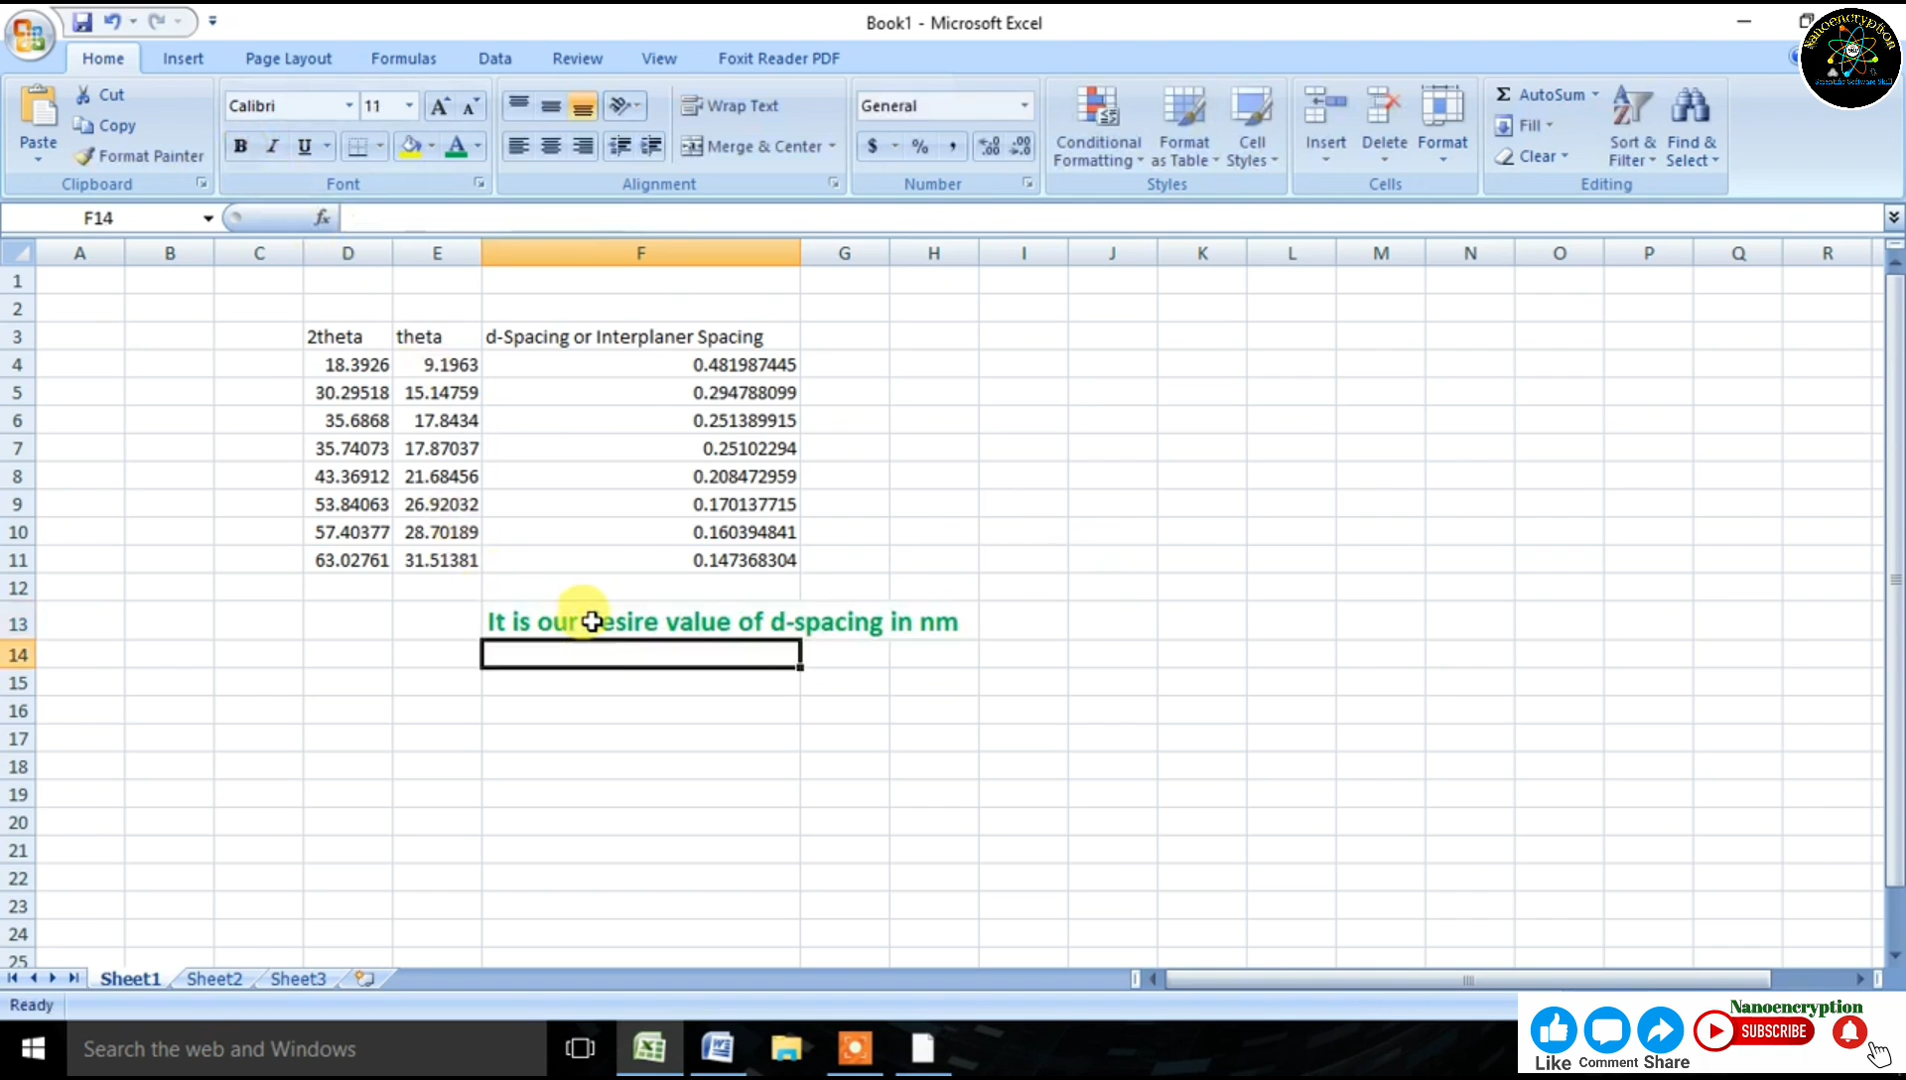 Book1 - Microsoft Excel
Home Insert Page Layout Formulas Data Review View Foxit Reader PDF
Nanoencryption
Scientific Software Skill
Paste
Cut
Copy
Format Painter
Clipboard
Calibri 11
B I U
Font
Wrap Text
Merge & Center
Alignment
General
$ % ,
Number
Conditional Formatting
Format as Table
Cell Styles
Styles
Insert Delete Format
Cells
AutoSum
Fill
Clear
Sort & Filter
Find & Select
Editing
F14 fx
A B C D E F G H I J K L M N O P Q R
1
2
3 2theta theta d-Spacing or Interplaner Spacing
4 18.3926 9.1963 0.481987445
5 30.29518 15.14759 0.294788099
6 35.6868 17.8434 0.251389915
7 35.74073 17.87037 0.25102294
8 43.36912 21.68456 0.208472959
9 53.84063 26.92032 0.170137715
10 57.40377 28.70189 0.160394841
11 63.02761 31.51381 0.147368304
12
13 It is our desire value of d-spacing in nm
14
15
16
17
18
19
20
21
22
23
24
25
Sheet1 Sheet2 Sheet3
Ready
Search the web and Windows
Nanoencryption
SUBSCRIBE
Like Comment Share